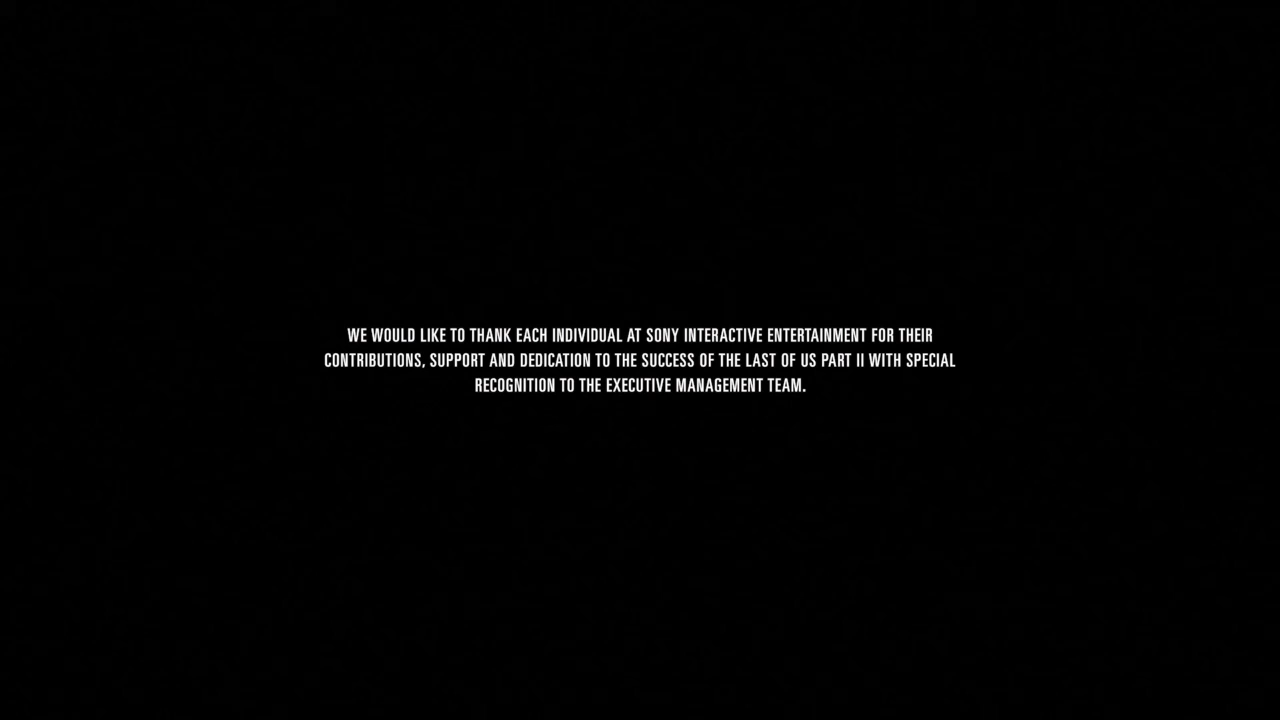 WE WOULD LIKE TO THANK EACH INDIVIDUAL AT SONY INTERACTIVE ENTERTAINMENT FOR THEIR
CONTRIBUTIONS, SUPPORT AND DEDICATION TO THE SUCCESS OF THE LAST OF US PART II WITH SPECIAL
RECOGNITION TO THE EXECUTIVE MANAGEMENT TEAM.